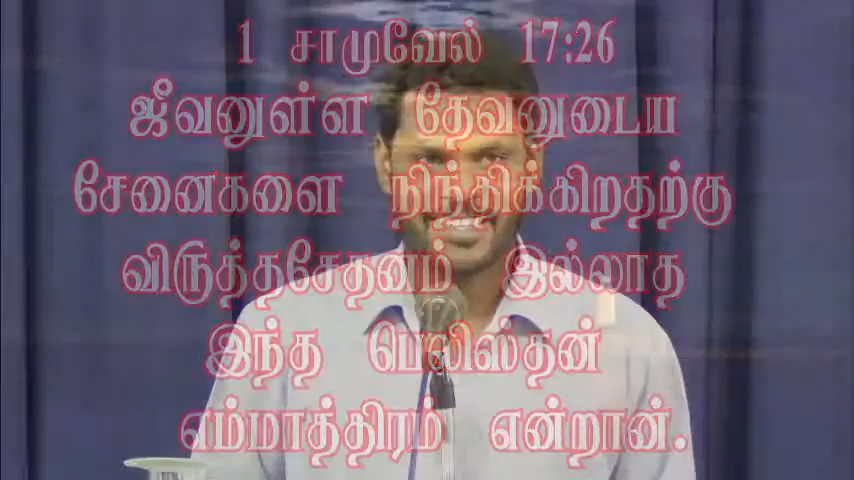 1 சாமுவேல் 17:26
ஜீவனுள்ள தேவனுடைய
சேனைகளை நிந்திக்கிறதற்கு
விருத்தசேதனம் இல்லாத
இந்த பெலிஸ்தன்
எம்மாத்திரம் என்றான்.